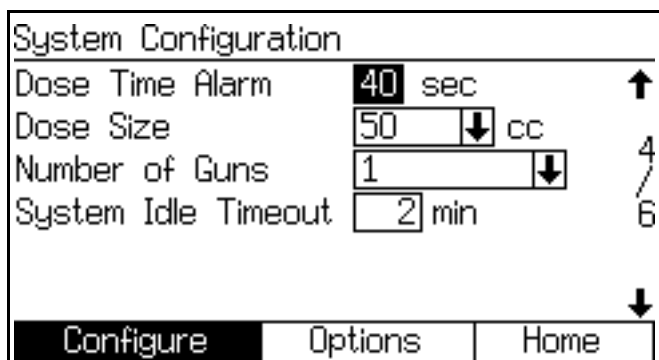 System Configuration
Dose Time Alarm 40 sec
Dose Size 50 cc
Number of Guns 1
System Idle Timeout 2 min
4/6
Configure Options Home